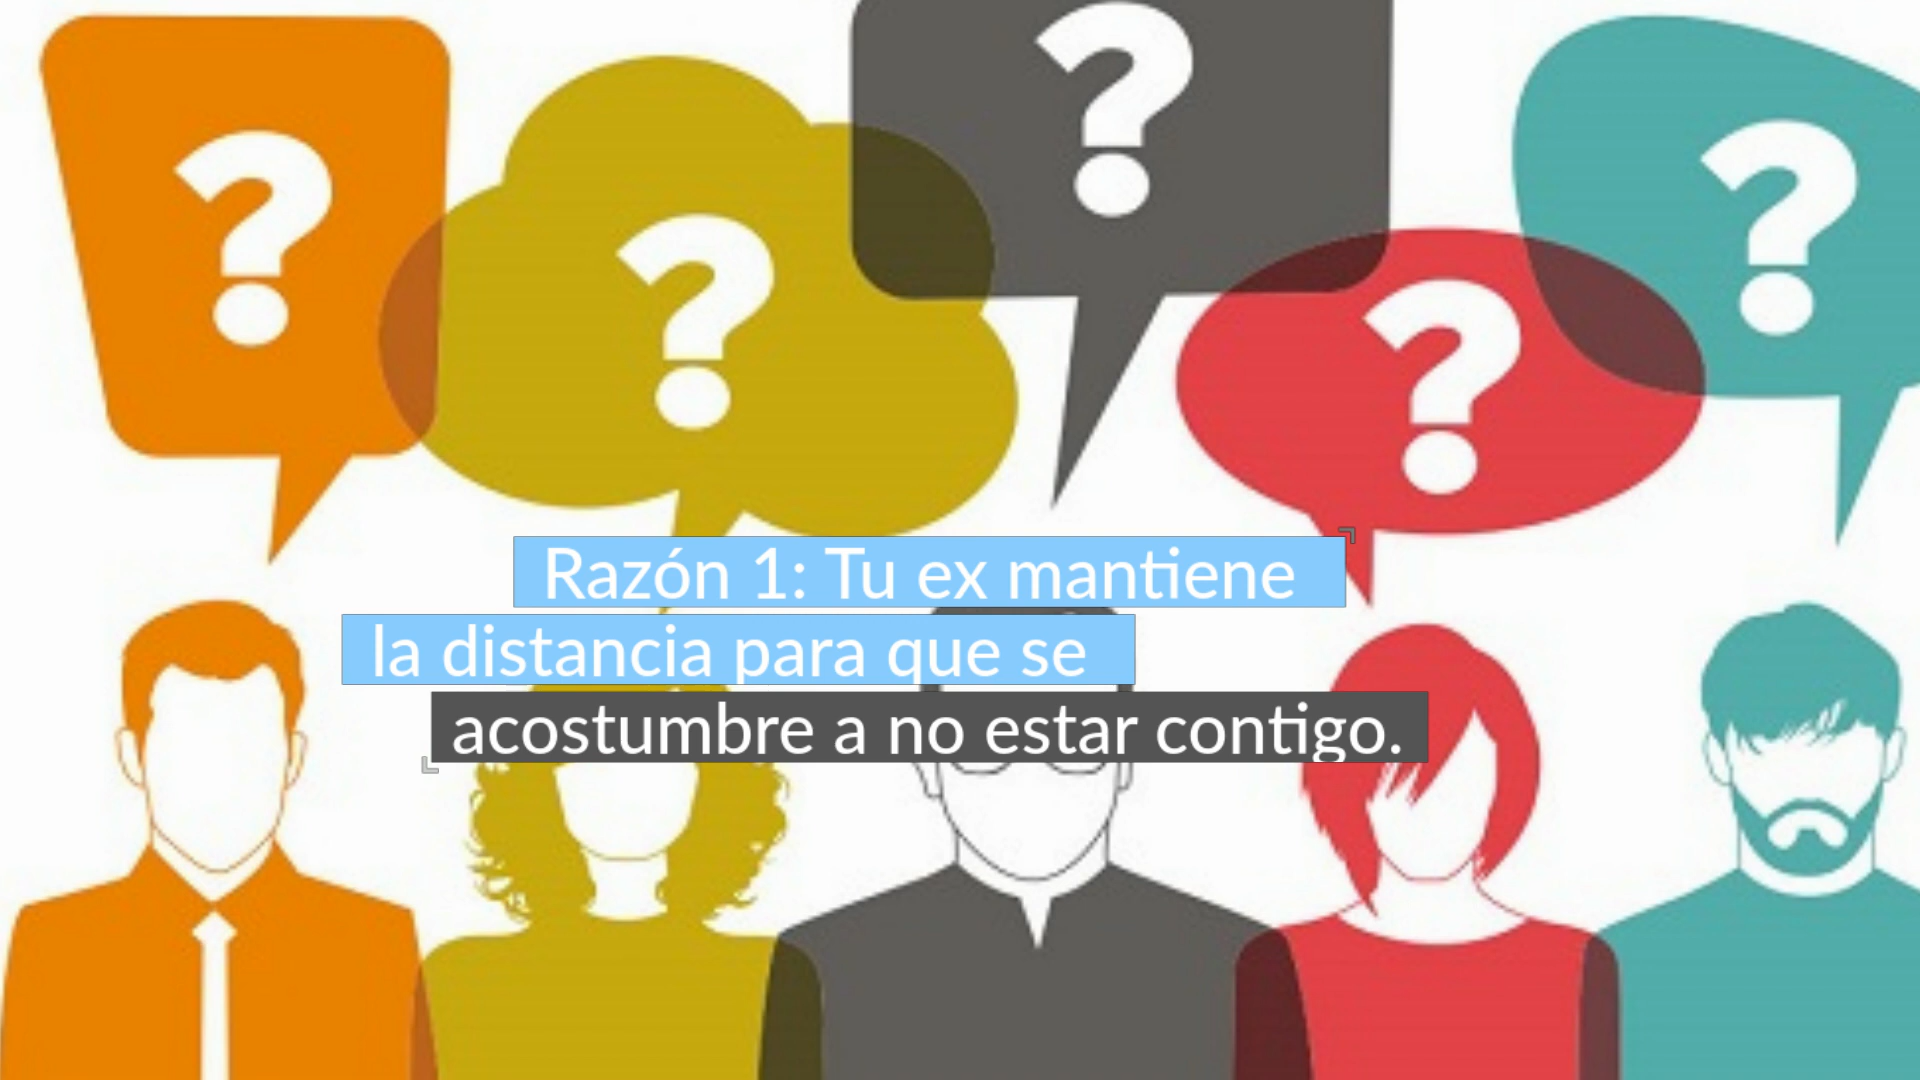 ?
?
?
?
?
Razón 1: Tu ex mantiene
la distancia para que se
acostumbre a no estar contigo.